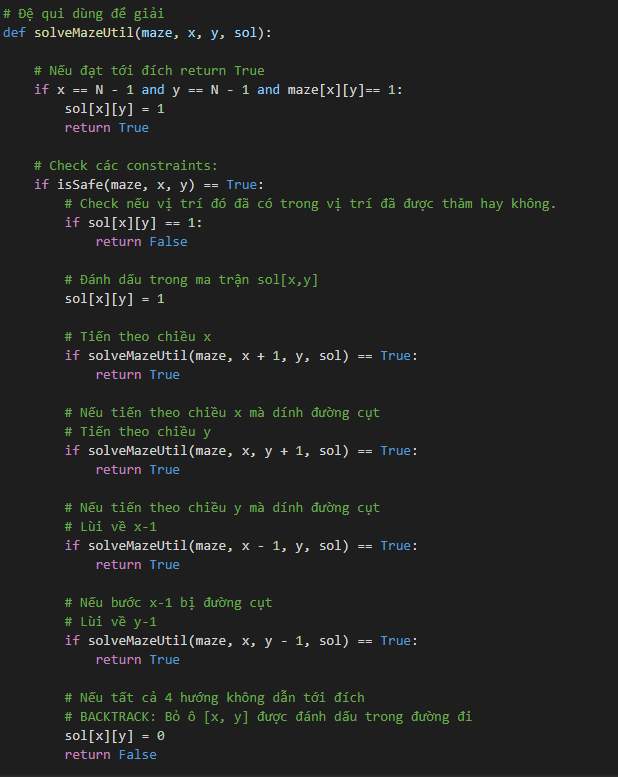 # Đệ qui dùng để giải
def solveMazeUtil(maze, x, y, sol):
# Nếu đạt tới đích return True
if x == N - 1 and y == N - 1 and maze[x][y]== 1:
sol[x][y] = 1
return True
# Check các constraints:
if isSafe(maze, x, y) == True:
# Check nếu vị trí đó đã có trong vị trí đã được thăm hay không.
if sol[x][y] == 1:
return False
# Đánh dấu trong ma trận sol[x,y]
sol[x][y] = 1
# Tiến theo chiều x
if solveMazeUtil(maze, x + 1, y, sol) == True:
return True
# Nếu tiến theo chiều x mà dính đường cụt
# Tiến theo chiều y
if solveMazeUtil(maze, x, y + 1, sol) == True:
return True
# Nếu tiến theo chiều y mà dính đường cụt
# Lùi về x-1
if solveMazeUtil(maze, x - 1, y, sol) == True:
return True
# Nếu bước x-1 bị đường cụt
# Lùi về y-1
if solveMazeUtil(maze, x, y - 1, sol) == True:
return True
# Nếu tất cả 4 hướng không dẫn tới đích
# BACKTRACK: Bỏ ô [x, y] được đánh dấu trong đường đi
sol[x][y] = 0
return False